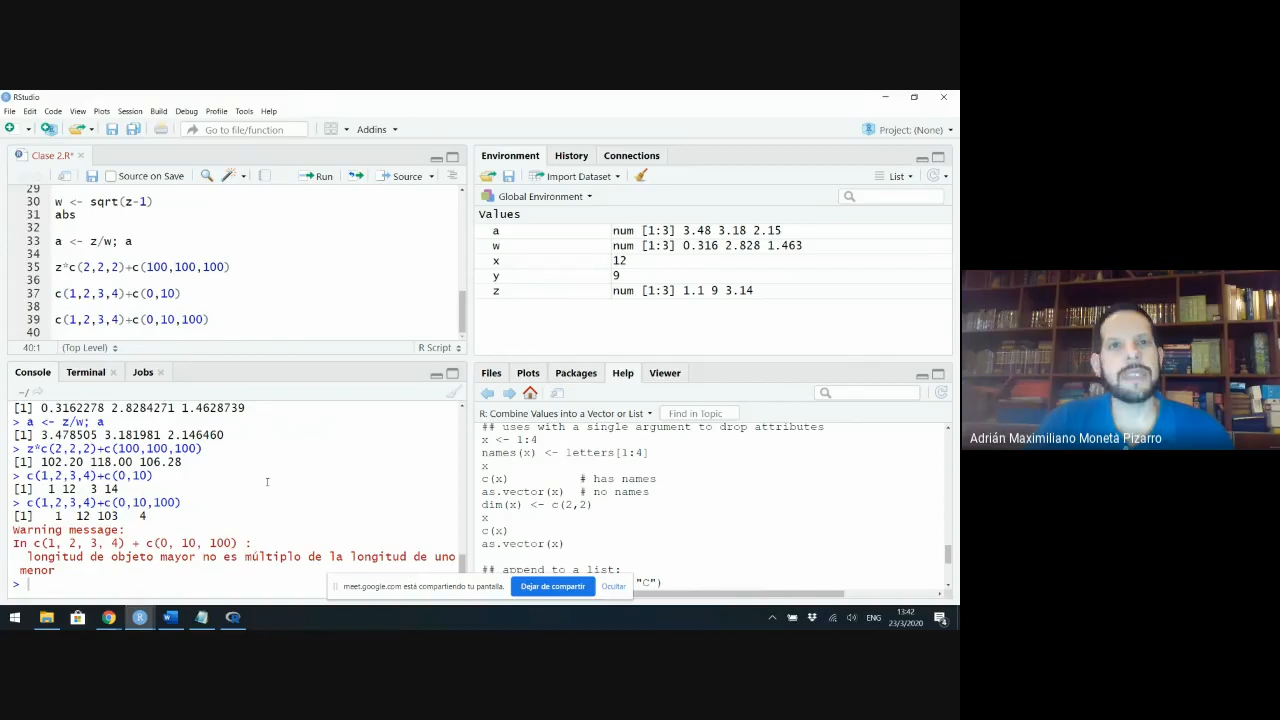 RStudio
File Edit Code View Plots Session Build Debug Profile Tools Help
Go to file/function Addins Project: (None)
Clase 2.R*
Source on Save Run Source
29
30 w <- sqrt(z-1)
31 abs
32
33 a <- z/w; a
34
35 z*c(2,2,2)+c(100,100,100)
36
37 c(1,2,3,4)+c(0,10)
38
39 c(1,2,3,4)+c(0,10,100)
40
40:1 (Top Level) R Script
Console Terminal Jobs
~/
[1] 0.3162278 2.8284271 1.4628739
> a <- z/w; a
[1] 3.478505 3.181981 2.146460
> z*c(2,2,2)+c(100,100,100)
[1] 102.20 118.00 106.28
> c(1,2,3,4)+c(0,10)
[1]  1 12  3 14
> c(1,2,3,4)+c(0,10,100)
[1]   1  12 103   4
Warning message:
In c(1, 2, 3, 4) + c(0, 10, 100) :
longitud de objeto mayor no es múltiplo de la longitud de uno
menor
>
Environment History Connections
Import Dataset List
Global Environment
Values
a num [1:3] 3.48 3.18 2.15
w num [1:3] 0.316 2.828 1.463
x 12
y 9
z num [1:3] 1.1 9 3.14
Files Plots Packages Help Viewer
R: Combine Values into a Vector or List Find in Topic
## uses with a single argument to drop attributes
x <- 1:4
names(x) <- letters[1:4]
x
c(x) # has names
as.vector(x) # no names
dim(x) <- c(2,2)
x
c(x)
as.vector(x)
## append to a list:
"C")
meet.google.com está compartiendo tu pantalla. Dejar de compartir Ocultar
ENG
13:42
23/3/2020
4
Adrián Maximiliano Moneta Pizarro